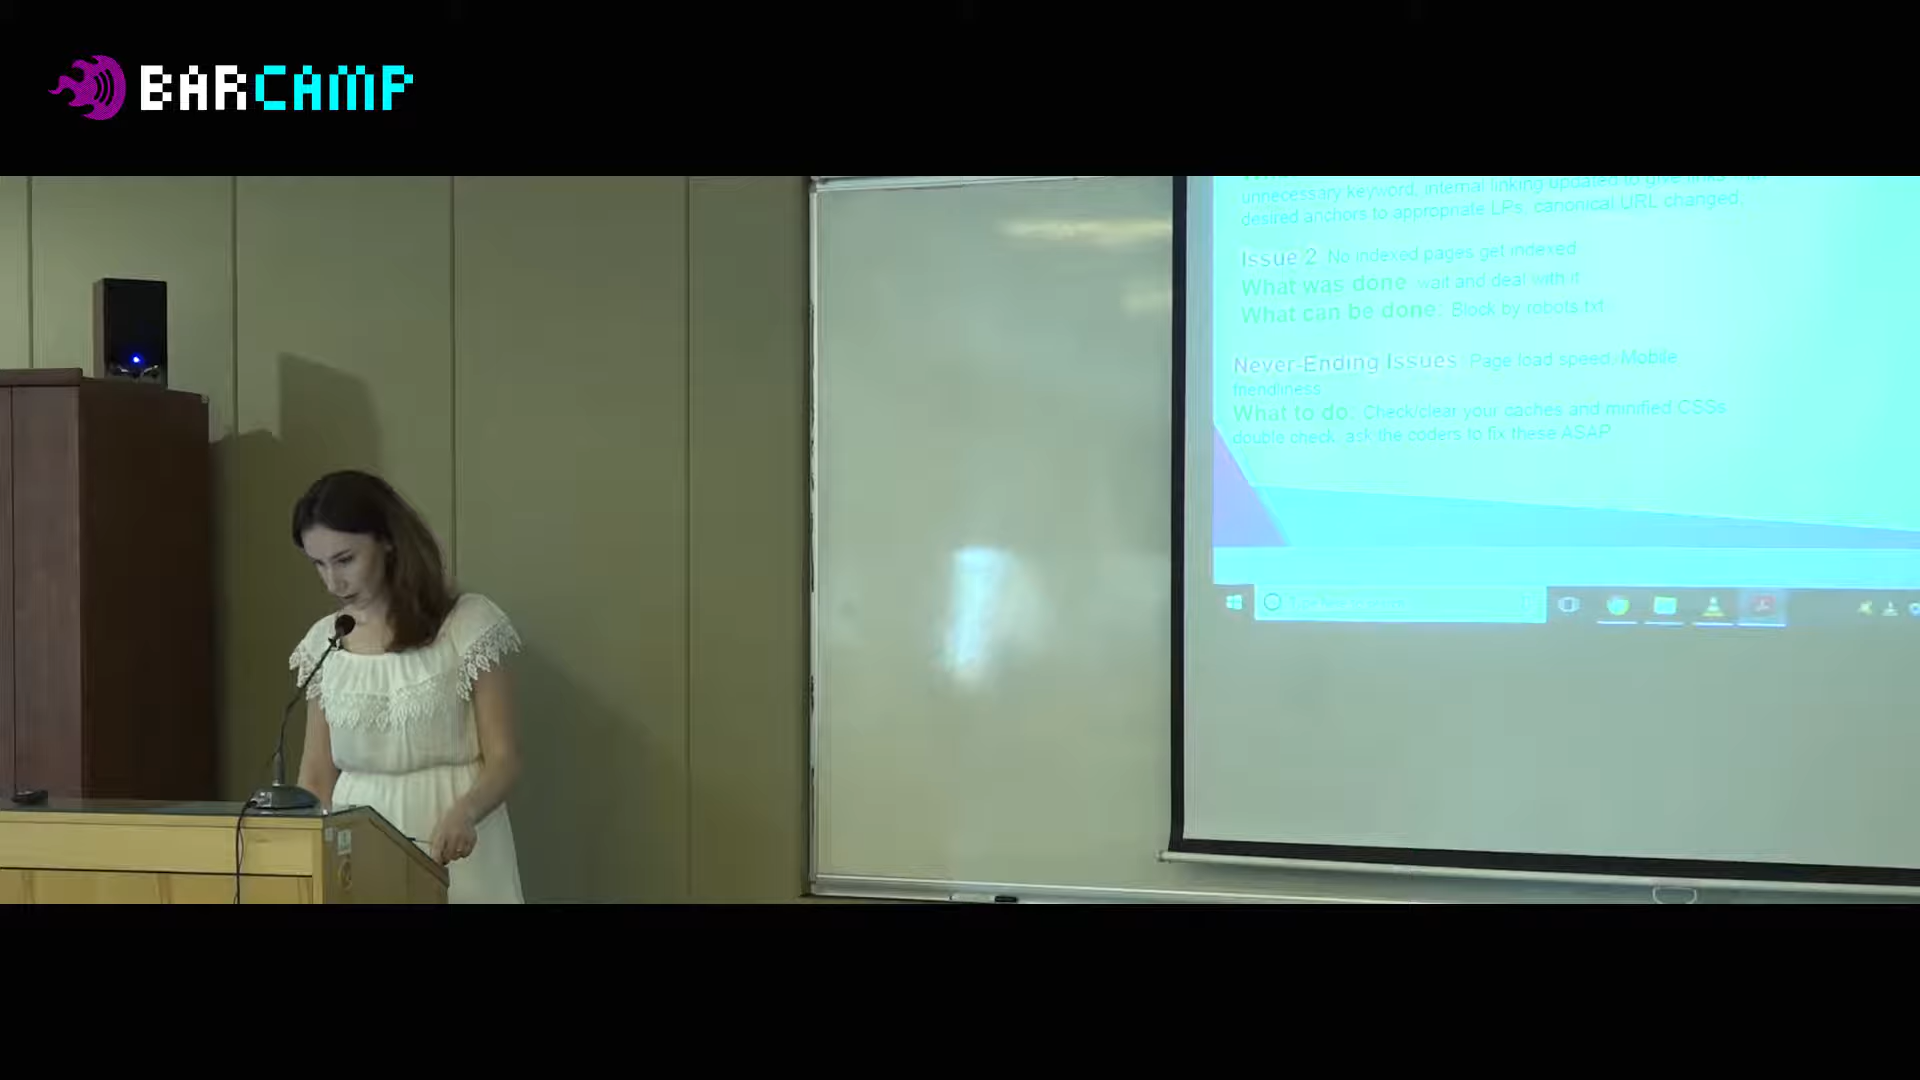 BARCAMP
unnecessary keyword, internal linking updated to give links
desired anchors to appropriate LPs, canonical URL changed.
Issue 2 No indexed pages get indexed
What was done wait and deal with it
What can be done: Block by robots.txt
Never-Ending Issues Page load speed, Mobile
friendliness
What to do: Check/clear your caches and minified CSSs
double check, ask the coders to fix these ASAP